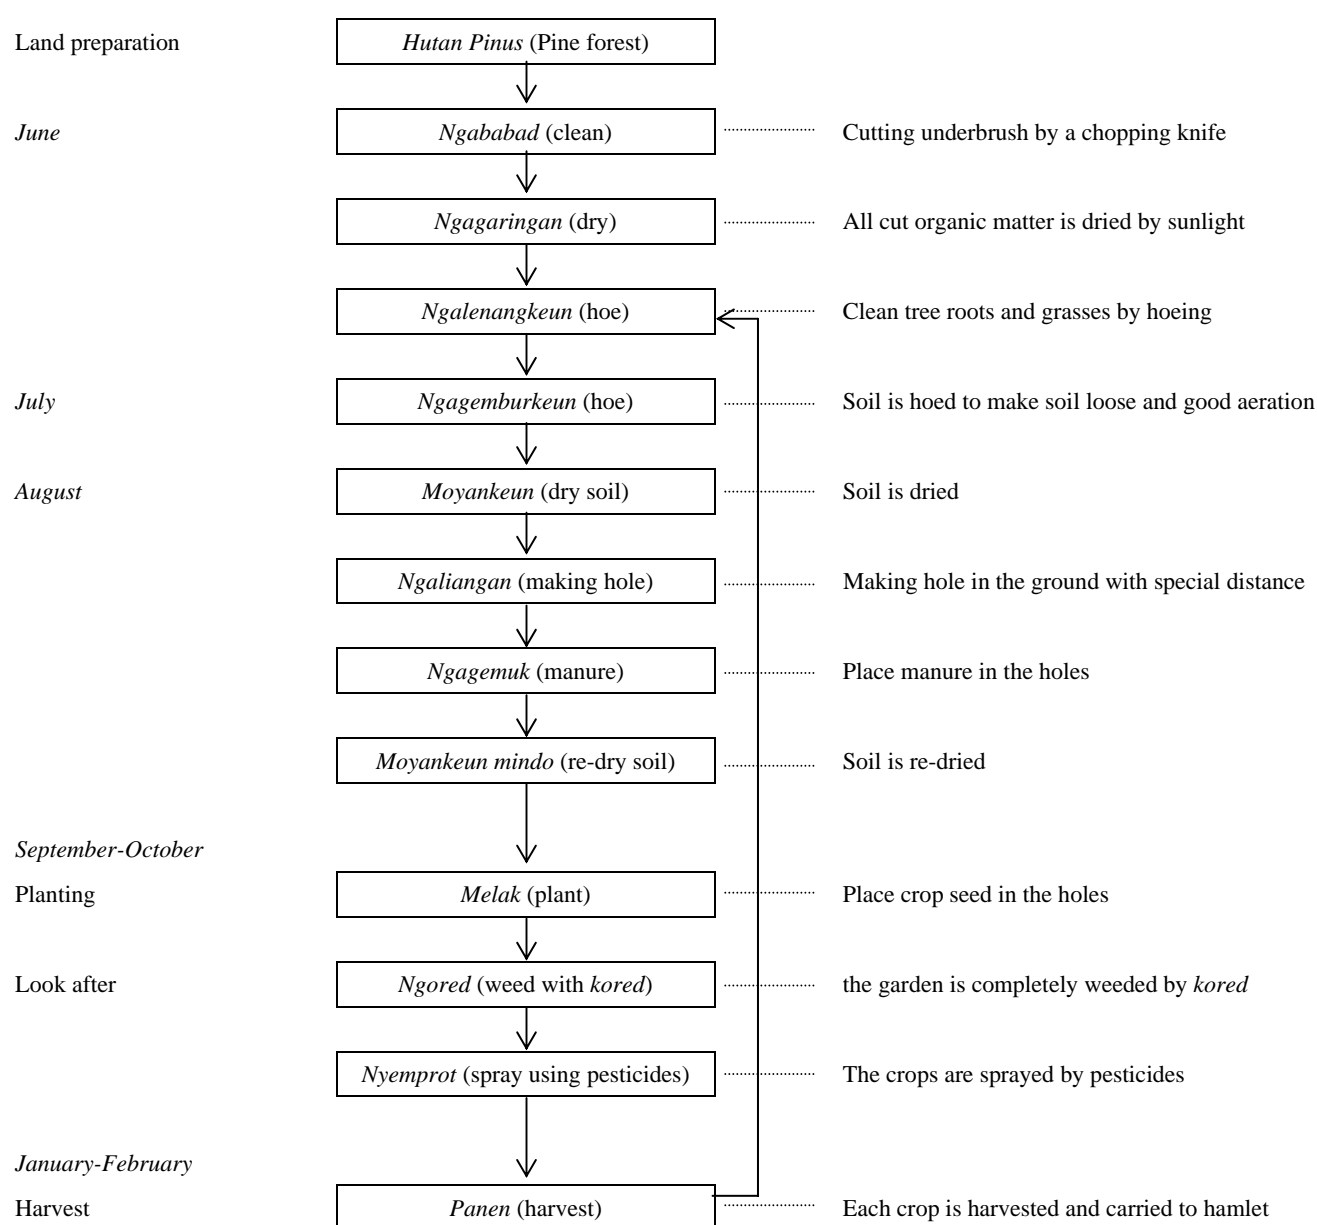 Land preparation
Hutan Pinus (Pine forest)
June
Ngababad (clean)
Cutting underbrush by a chopping knife
Ngagaringan (dry)
All cut organic matter is dried by sunlight
Ngalenangkeun (hoe)
Clean tree roots and grasses by hoeing
July
Ngagemburkeun (hoe)
Soil is hoed to make soil loose and good aeration
August
Moyankeun (dry soil)
Soil is dried
Ngaliangan (making hole)
Making hole in the ground with special distance
Ngagemuk (manure)
Place manure in the holes
Moyankeun mindo (re-dry soil)
Soil is re-dried
September-October
Planting
Melak (plant)
Place crop seed in the holes
Look after
Ngored (weed with kored)
the garden is completely weeded by kored
Nyemprot (spray using pesticides)
The crops are sprayed by pesticides
January-February
Harvest
Panen (harvest)
Each crop is harvested and carried to hamlet